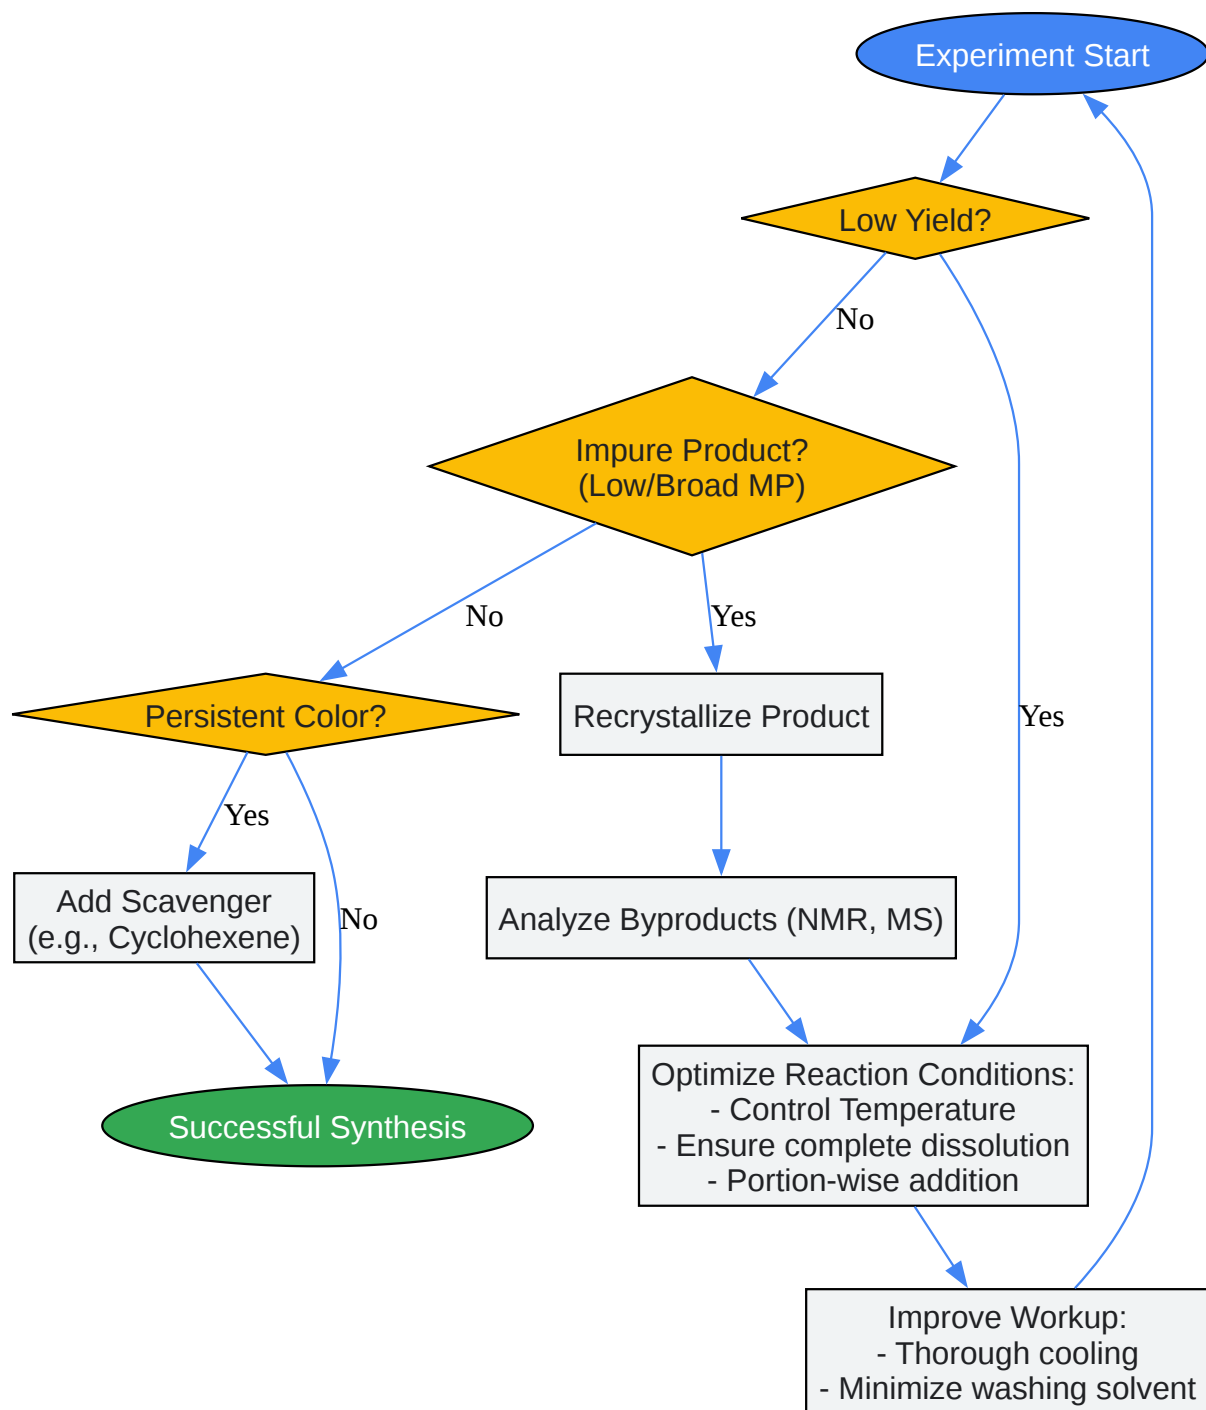 Experiment Start
Low Yield?
No
Impure Product?
(Low/Broad MP)
No
Yes
Persistent Color?
Recrystallize Product
Yes
Yes
Add Scavenger
(e.g., Cyclohexene)
No
Analyze Byproducts (NMR, MS)
Optimize Reaction Conditions:
- Control Temperature
- Ensure complete dissolution
- Portion-wise addition
Successful Synthesis
Improve Workup:
- Thorough cooling
- Minimize washing solvent